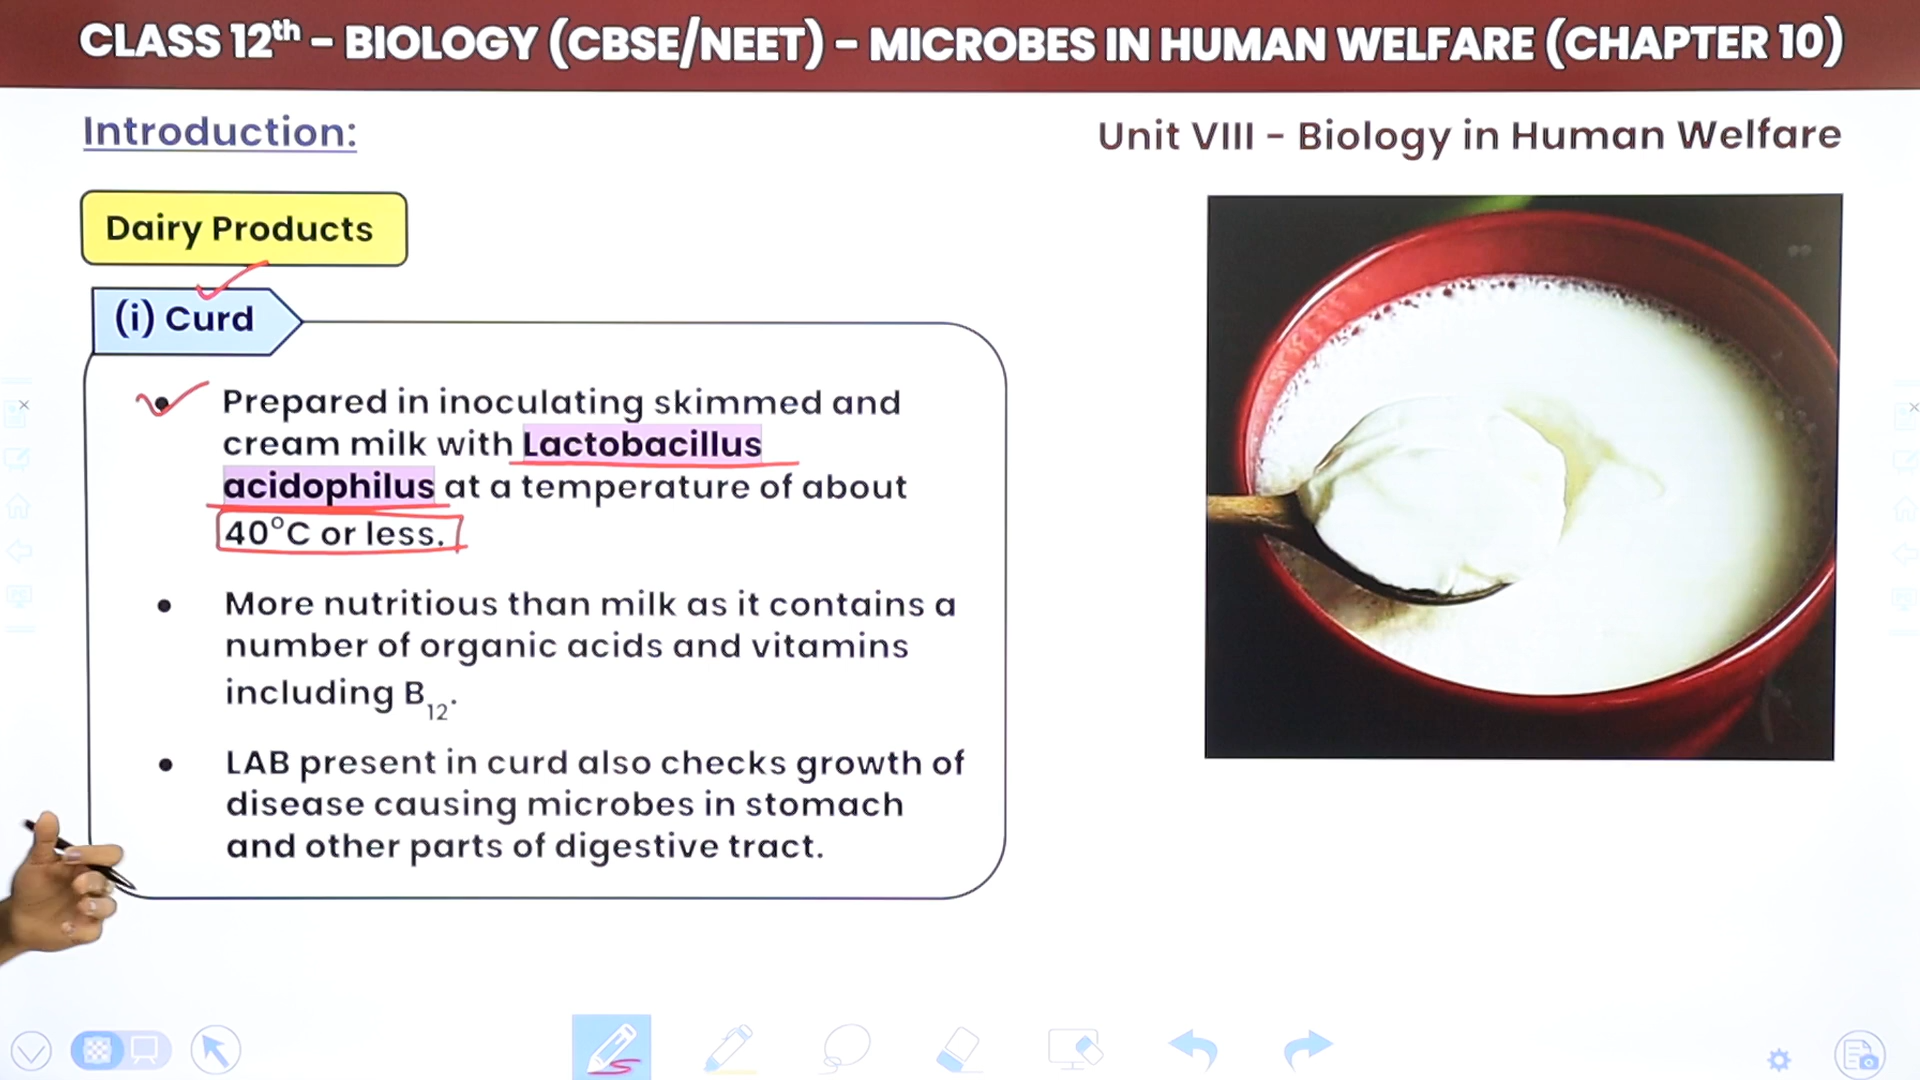 CLASS 12th – BIOLOGY (CBSE/NEET) – MICROBES IN HUMAN WELFARE (CHAPTER 10)
Introduction:
Unit VIII – Biology in Human Welfare
Dairy Products
(i) Curd
• Prepared in inoculating skimmed and
cream milk with Lactobacillus
acidophilus at a temperature of about
40°C or less.
• More nutritious than milk as it contains a
number of organic acids and vitamins
including B12.
• LAB present in curd also checks growth of
disease causing microbes in stomach
and other parts of digestive tract.